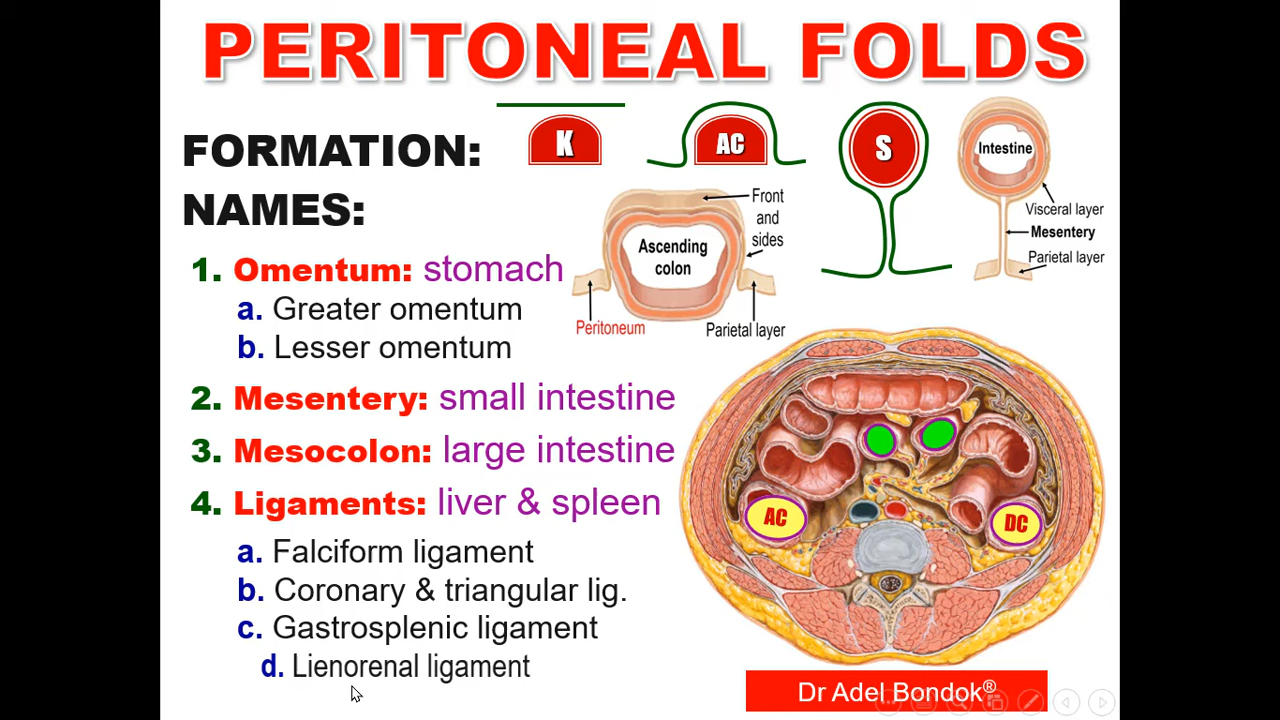 PERITONEAL FOLDS
FORMATION:
K
AC
S
Intestine
Visceral layer
Mesentery
Parietal layer
NAMES:
Front
and
sides
Ascending
colon
Peritoneum
Parietal layer
1. Omentum: stomach
a. Greater omentum
b. Lesser omentum
2. Mesentery: small intestine
3. Mesocolon: large intestine
4. Ligaments: liver & spleen
a. Falciform ligament
b. Coronary & triangular lig.
c. Gastrosplenic ligament
d. Lienorenal ligament
AC
DC
Dr Adel Bondok®